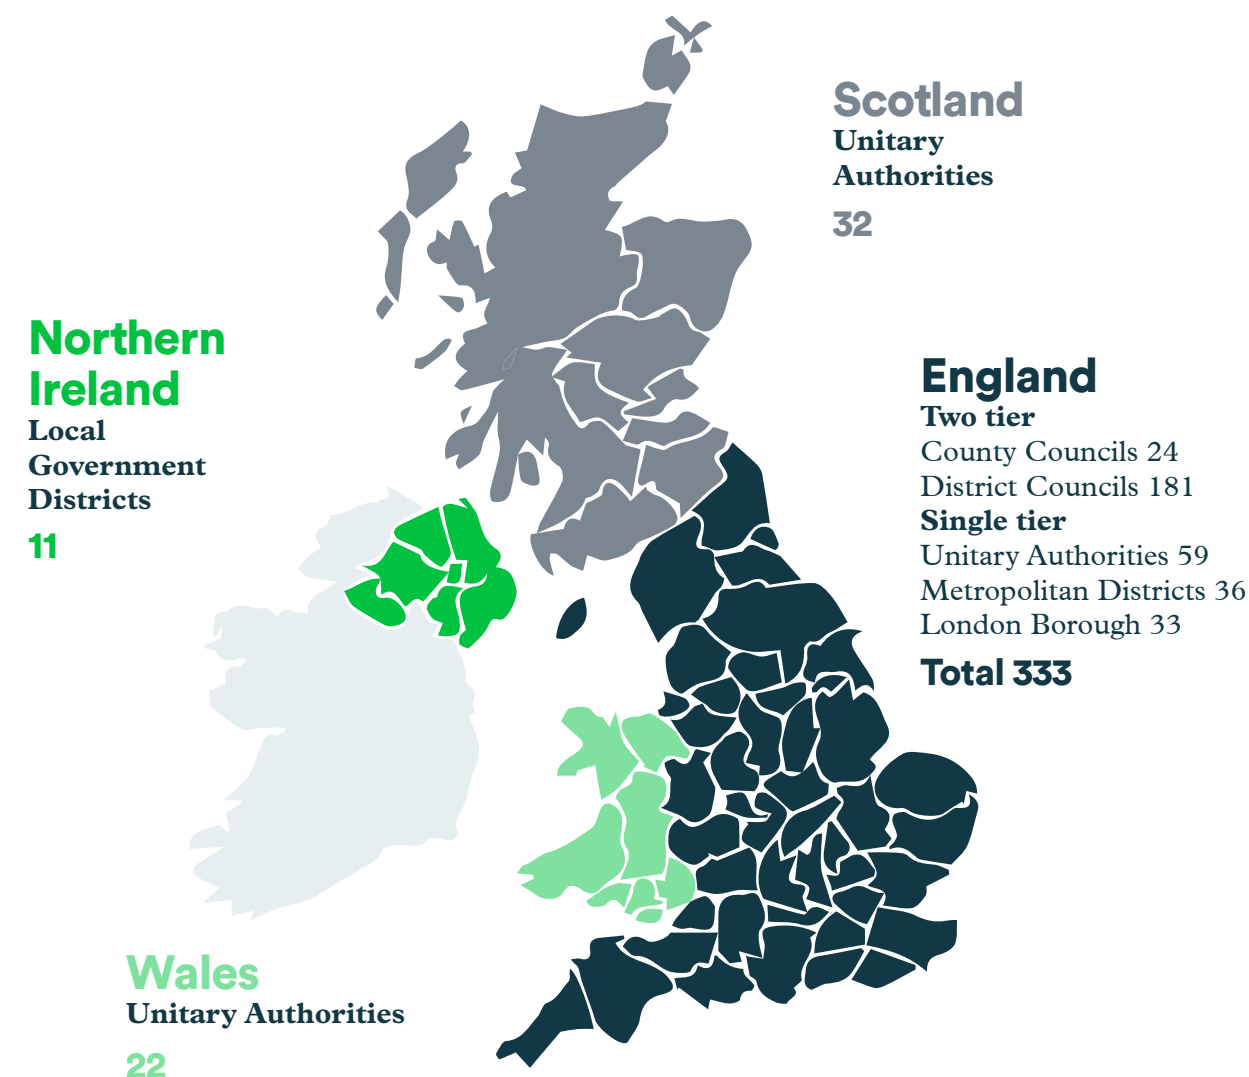 Scotland
Unitary
Authorities
32
Northern
Ireland
Local
Government
Districts
11
England
Two tier
County Councils 24
District Councils 181
Single tier
Unitary Authorities 59
Metropolitan Districts 36
London Borough 33
Total 333
Wales
Unitary Authorities
22